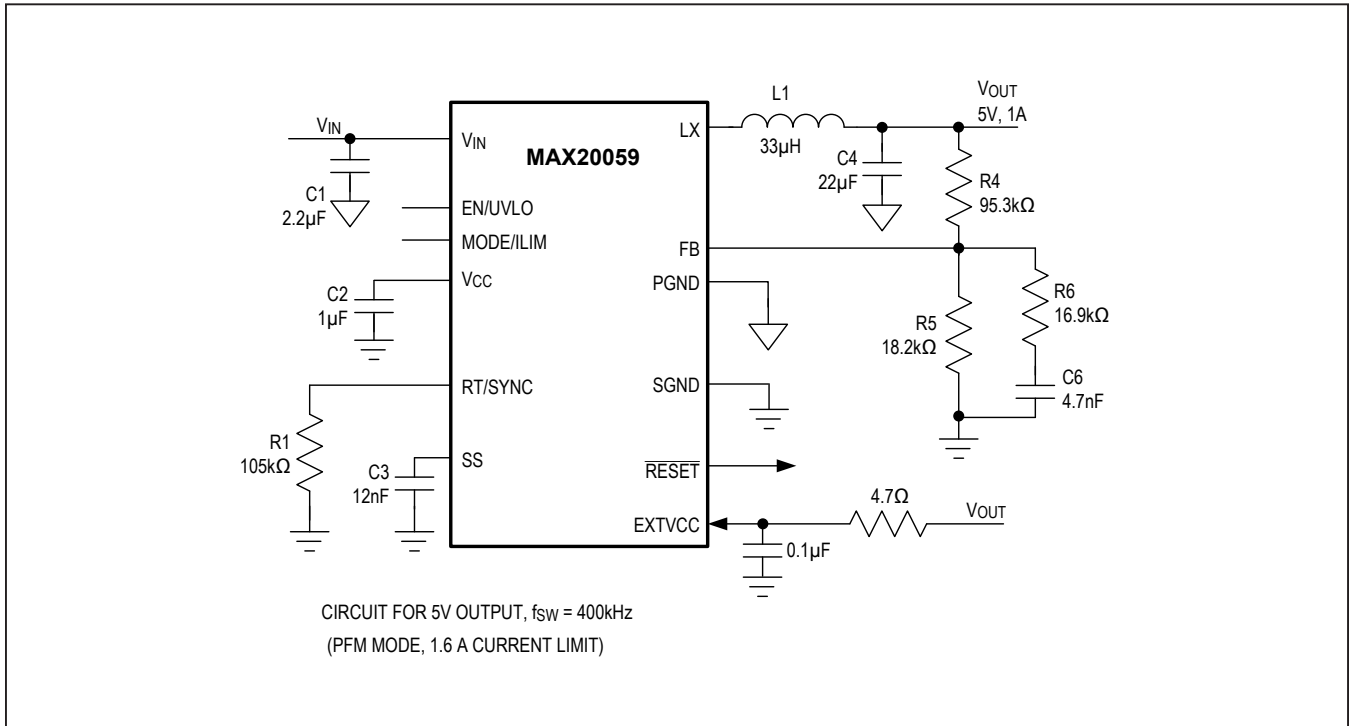 L1
33µH
VOUT
5V, 1A
VIN
C1
2.2µF
VIN
MAX20059
LX
C4
22µF
R4
95.3kΩ
EN/UVLO
MODE/ILIM
FB
VCC
C2
1µF
PGND
R5
18.2kΩ
R6
16.9kΩ
RT/SYNC
SGND
C6
4.7nF
R1
105kΩ
SS
C3
12nF
RESET
4.7Ω
VOUT
EXTVCC
0.1µF
CIRCUIT FOR 5V OUTPUT, fSW = 400kHz
(PFM MODE, 1.6 A CURRENT LIMIT)